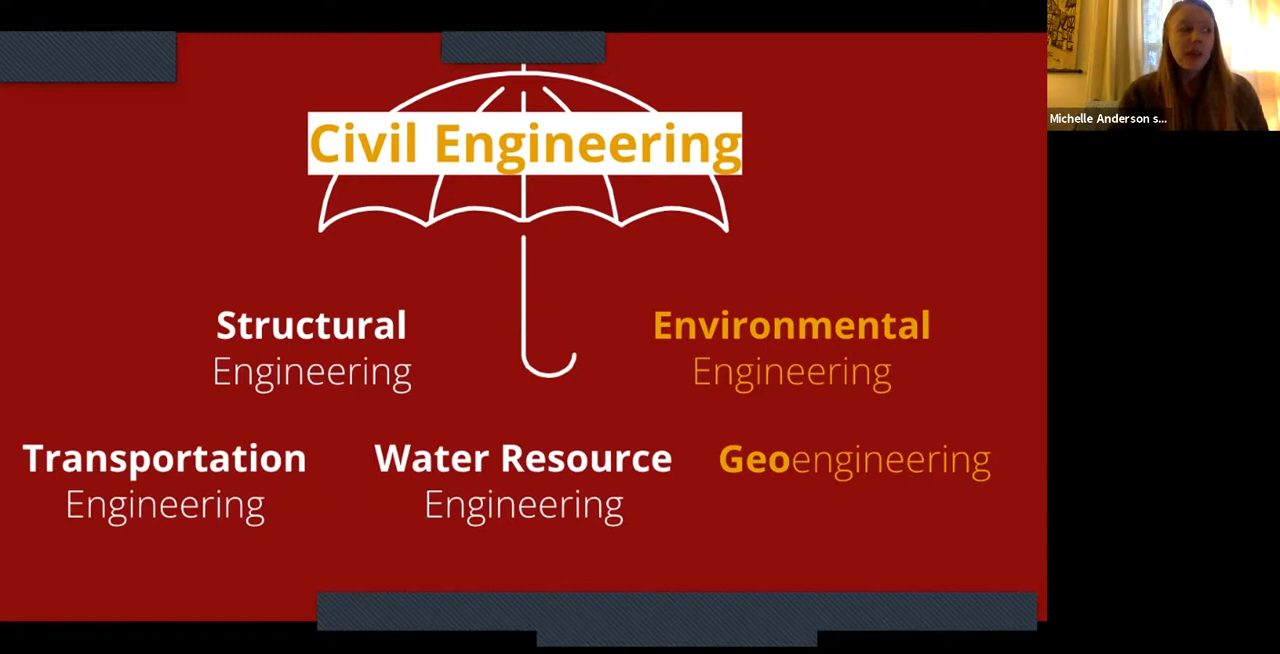 Civil Engineering
Michelle Anderson s...
Structural
Engineering
Environmental
Engineering
Transportation
Engineering
Water Resource
Engineering
Geoengineering